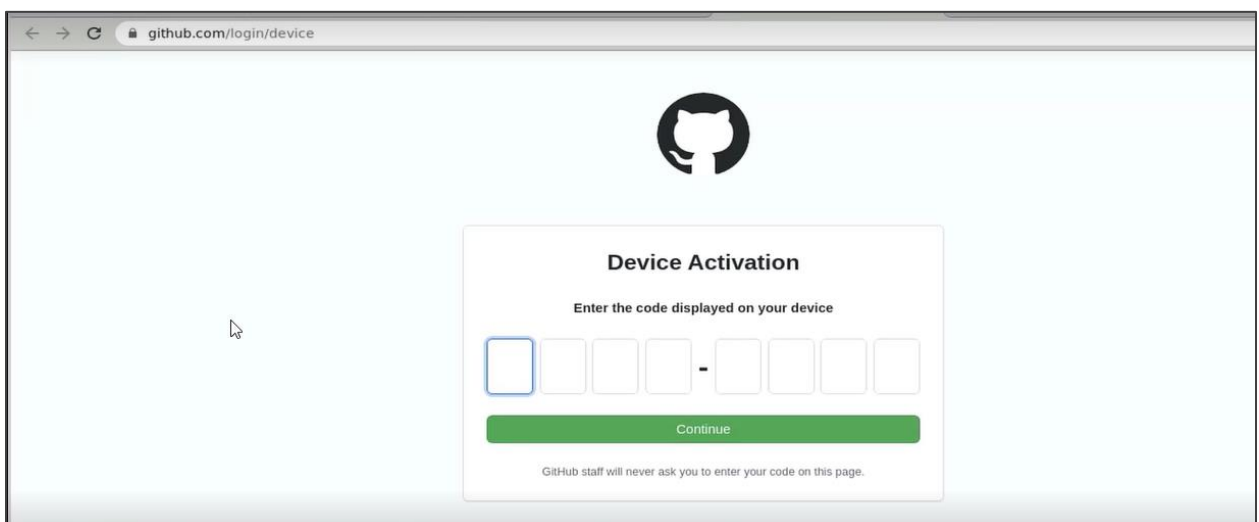 github.com/login/device
Device Activation
Enter the code displayed on your device
-
Continue
GitHub staff will never ask you to enter your code on this page.